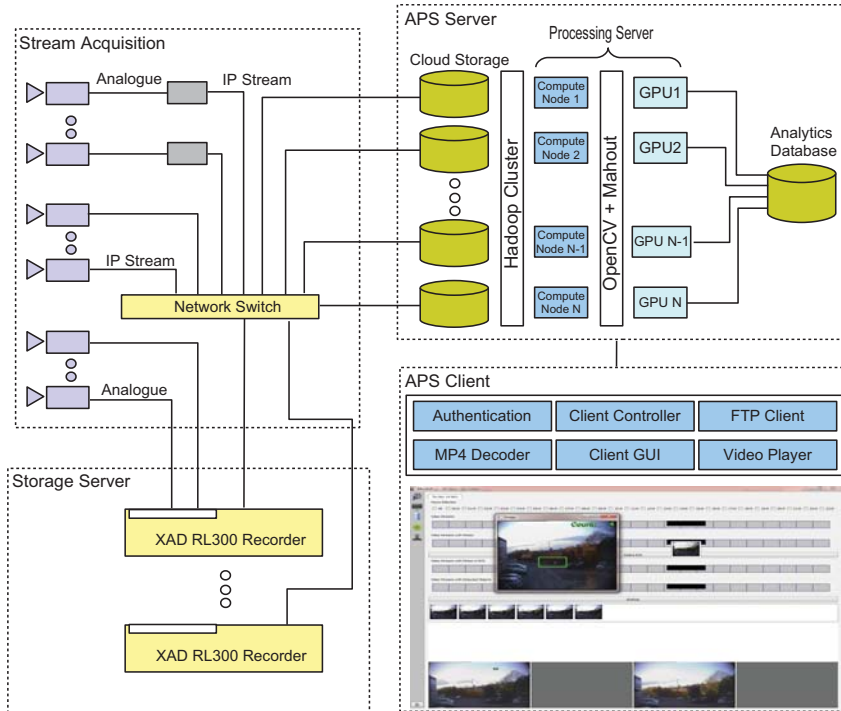 Stream Acquisition
Analogue
IP Stream
IP Stream
Network Switch
Analogue
Storage Server
XAD RL300 Recorder
XAD RL300 Recorder
APS Server
Processing Server
Cloud Storage
Hadoop Cluster
Compute
Node 1
Compute
Node 2
Compute
Node N-1
Compute
Node N
OpenCV + Mahout
GPU1
GPU2
GPU N-1
GPU N
Analytics
Database
APS Client
Authentication
Client Controller
FTP Client
MP4 Decoder
Client GUI
Video Player